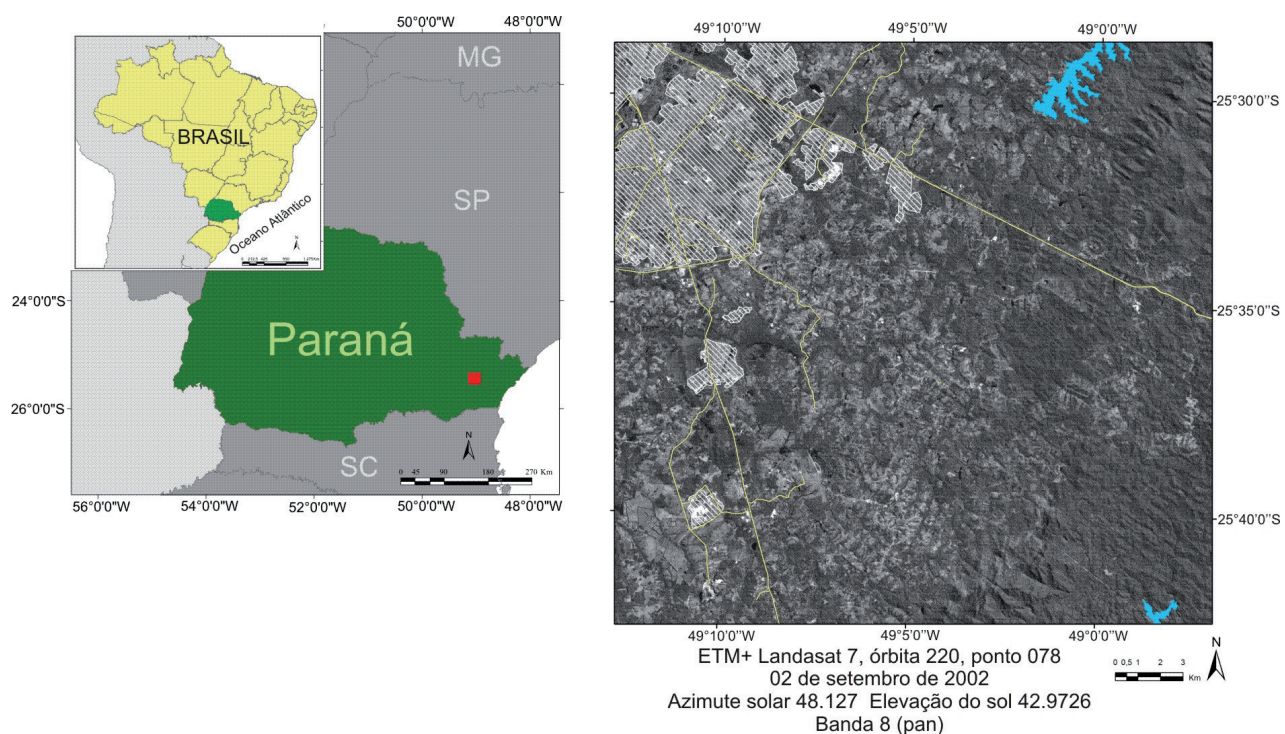 50°0'0"W 48°0'0"W
MG
BRASIL
SP
Oceano Atlântico
N
24°0'0"S
Paraná
26°0'0"S
N
SC
0 45 90 180 270 Km
56°0'0"W 54°0'0"W 52°0'0"W 50°0'0"W 48°0'0"W
49°10'0"W 49°5'0"W 49°0'0"W
25°30'0"S
25°35'0"S
25°40'0"S
49°10'0"W 49°5'0"W 49°0'0"W
ETM+ Landasat 7, órbita 220, ponto 078
02 de setembro de 2002
Azimute solar 48.127 Elevação do sol 42.9726
Banda 8 (pan)
0 0,5 1 2 3
Km
N